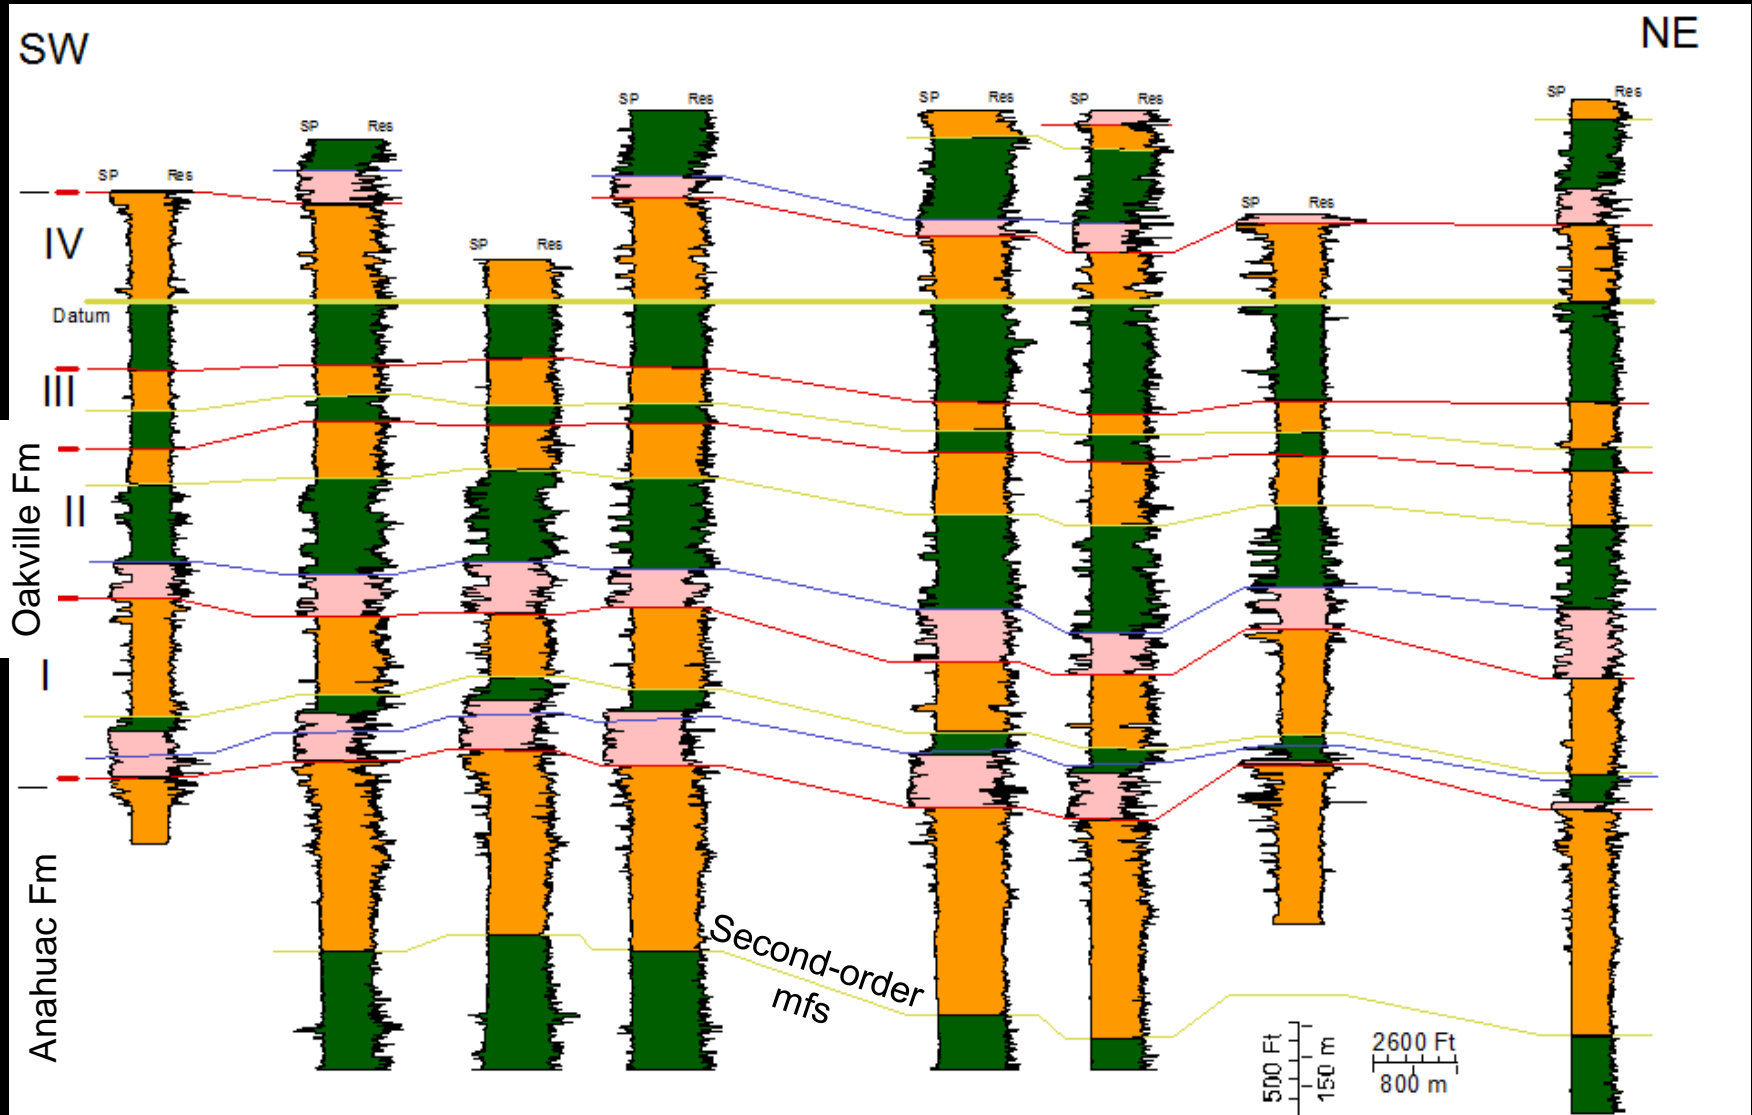 SW
NE
SP Res
SP Res
SP Res
SP Res
SP Res
SP Res
SP Res
SP Res
IV
Datum
III
II
I
Oakville Fm
Anahuac Fm
Second-order
mfs
500 Ft
150 m
2600 Ft
800 m